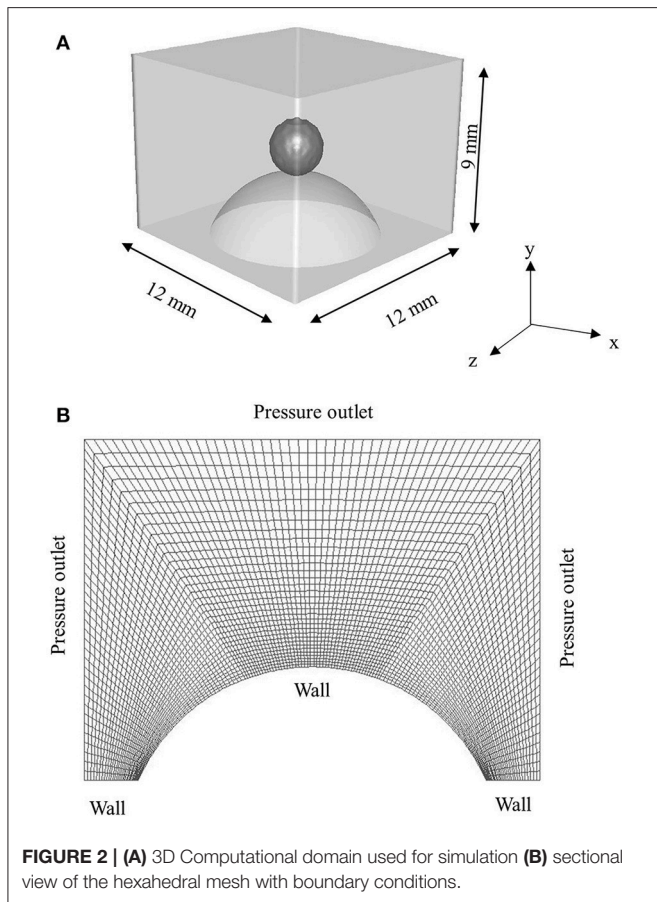 A
9 mm
12 mm
12 mm
y
x
z
B
Pressure outlet
Pressure outlet
Pressure outlet
Wall
Wall
Wall
FIGURE 2 | (A) 3D Computational domain used for simulation (B) sectional
view of the hexahedral mesh with boundary conditions.